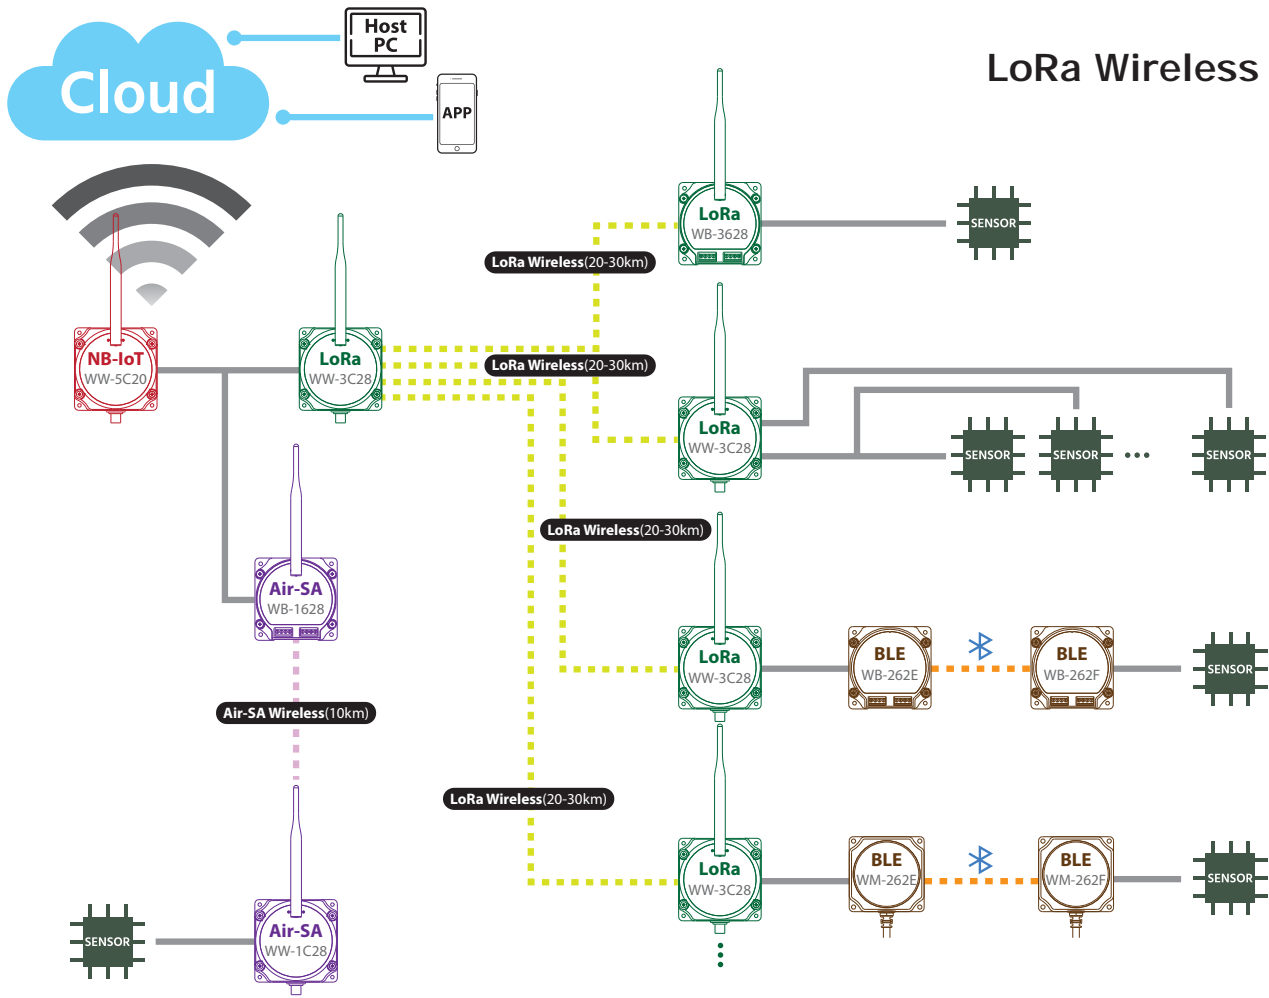 Host
PC
LoRa Wireless
Cloud
APP
LoRa
WB-3628
SENSOR
LoRa Wireless(20-30km)
NB-IoT
WW-5C20
LoRa
WW-3C28
LoRa Wireless(20-30km)
LoRa
WW-3C28
SENSOR
SENSOR
...
SENSOR
LoRa Wireless(20-30km)
Air-SA
WB-1628
LoRa
WW-3C28
BLE
WB-262E
BLE
WB-262F
SENSOR
Air-SA Wireless(10km)
LoRa Wireless(20-30km)
LoRa
WW-3C28
BLE
WM-262E
BLE
WM-262F
SENSOR
SENSOR
Air-SA
WW-1C28